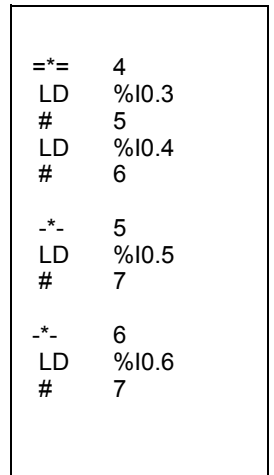 =*= 4
LD %I0.3
# 5
LD %I0.4
# 6
-*- 5
LD %I0.5
# 7
-*- 6
LD %I0.6
# 7